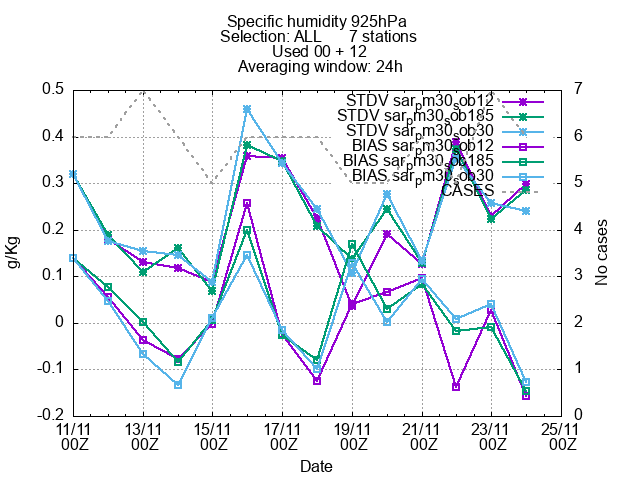 Specific humidity 925hPa
Selection: ALL 7 stations
Used 00 + 12
Averaging window: 24h
STDV sar_pm30_sob12
STDV sar_pm30_sob185
STDV sar_pm30_sob30
BIAS sar_pm30_sob12
BIAS sar_pm30_sob185
BIAS sar_pm30_sob30
CASES
0.5
0.4
0.3
0.2
0.1
0
-0.1
-0.2
g/Kg
7
6
5
4
3
2
1
0
No cases
11/11 13/11 15/11 17/11 19/11 21/11 23/11 25/11
00Z 00Z 00Z 00Z 00Z 00Z 00Z 00Z
Date